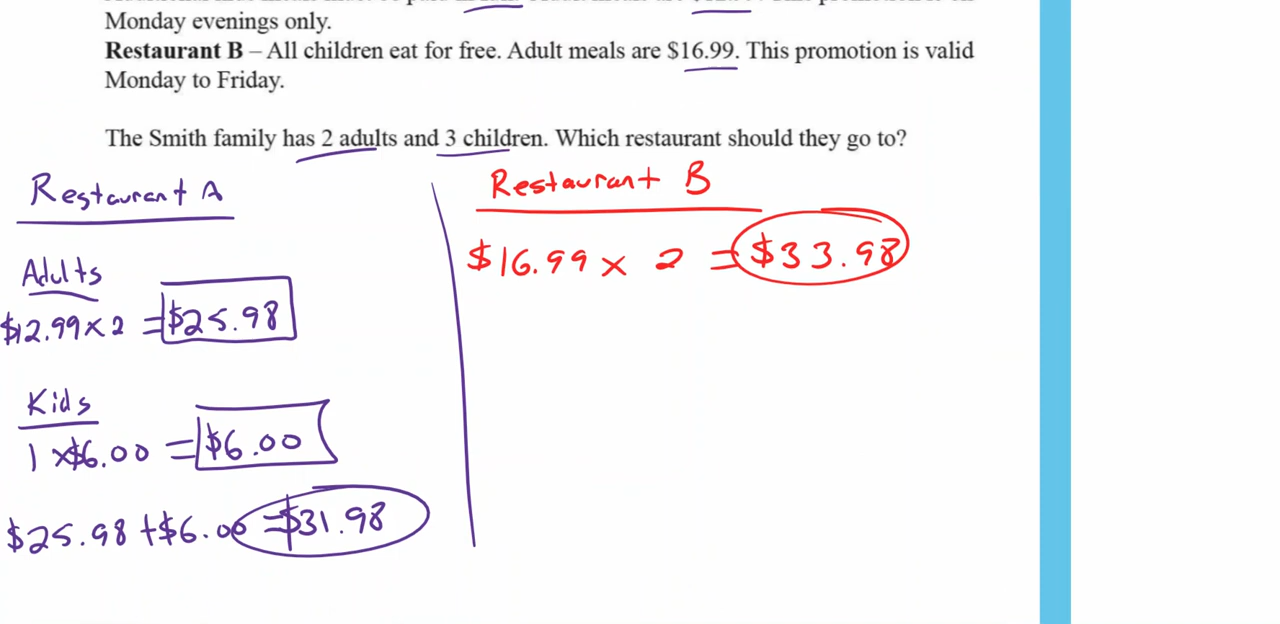 Monday evenings only.
Restaurant B – All children eat for free. Adult meals are $16.99. This promotion is valid
Monday to Friday.
The Smith family has 2 adults and 3 children. Which restaurant should they go to?
Restaurant A
Adults
$12.99 x 2 = $25.98
Kids
1 x $6.00 = $6.00
$25.98 + $6.00 = $31.98
Restaurant B
$16.99 x 2 = $33.98